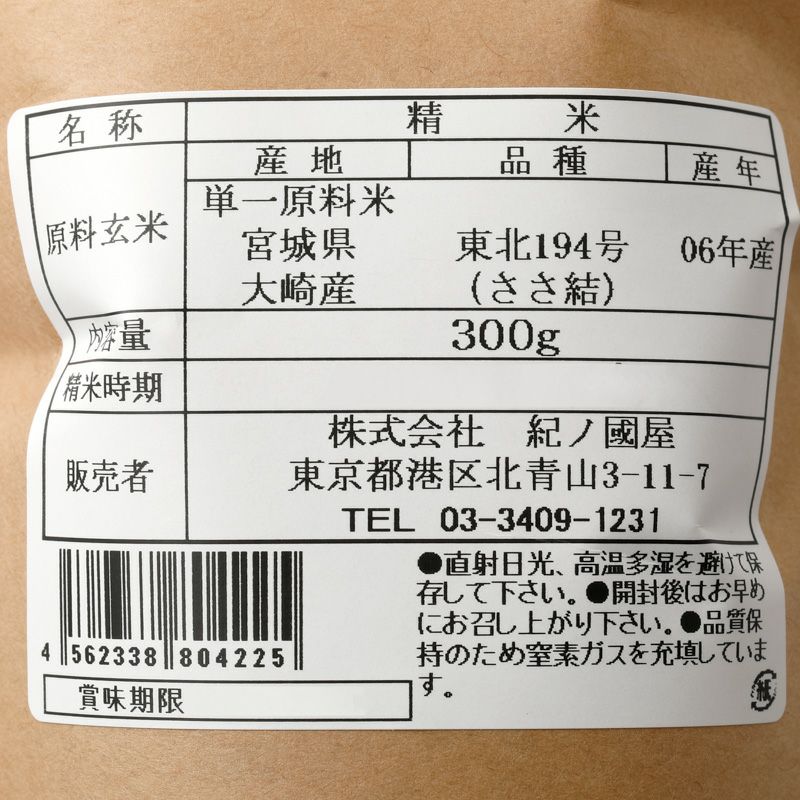 名称 精米
原料玄米 産地 品種 産年
単一原料米
宮城県 東北194号 06年産
大崎産 (ささ結)
内容量 300g
精米時期
販売者 株式会社 紀ノ國屋
東京都港区北青山3-11-7
TEL 03-3409-1231
●直射日光、高温多湿を避けて保
存して下さい。●開封後はお早め
にお召し上がり下さい。●品質保
持のため窒素ガスを充填していま
す。
4 562338 804225
賞味期限
紙